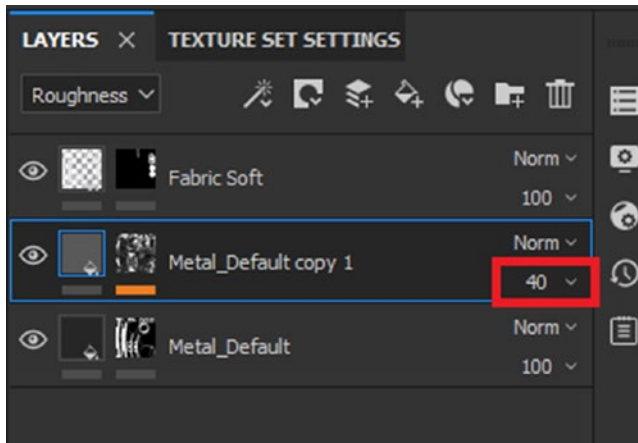 LAYERS × TEXTURE SET SETTINGS
Roughness
Norm
Fabric Soft
100
Norm
Metal_Default copy 1
40
Norm
Metal_Default
100